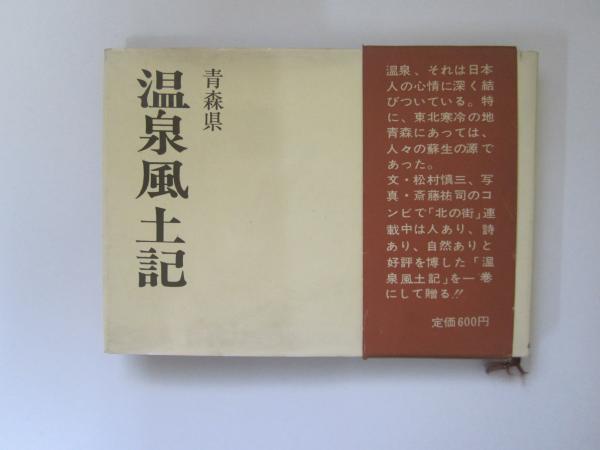 青森県
温泉風土記
温泉、それは日本
人の心情に深く結
びついている。特
に、東北寒冷の地
青森にあっては、
人々の蘇生の源で
あった。
文・松村慎三、写
真・斎藤祐司のコ
ンビで「北の街」連
載中は人あり、詩
あり、自然ありと
好評を博した「温
泉風土記」を一巻
にして贈る!!
定価600円